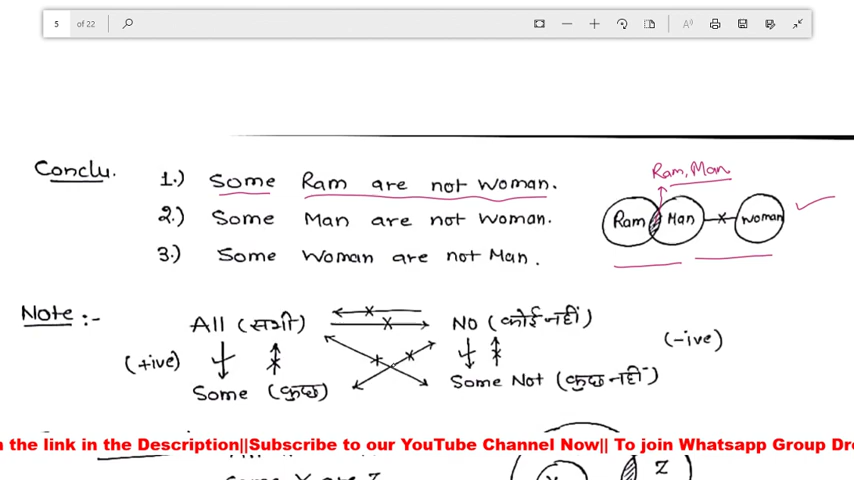 5 of 22
Conclu. 1.) Some Ram are not woman.
2.) Some Man are not Woman.
3.) Some Woman are not Man.
Ram, Man
Ram Man Woman
Note :-
All (सभी) No (कोई नहीं)
(+ive) (-ive)
Some (कुछ) Some Not (कुछ नहीं)
n the link in the Description||Subscribe to our YouTube Channel Now|| To join Whatsapp Group Dro
Z